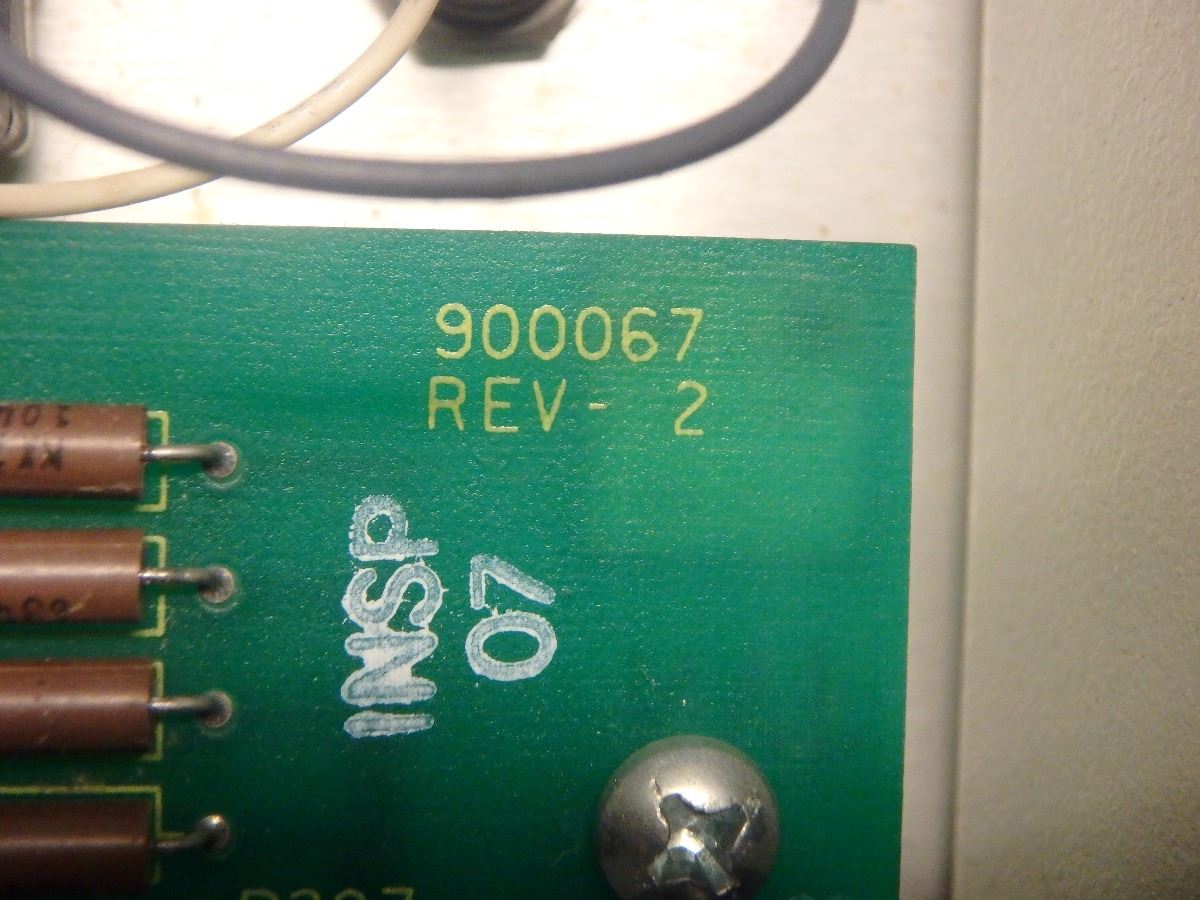 900067
REV- 2
INSP
07